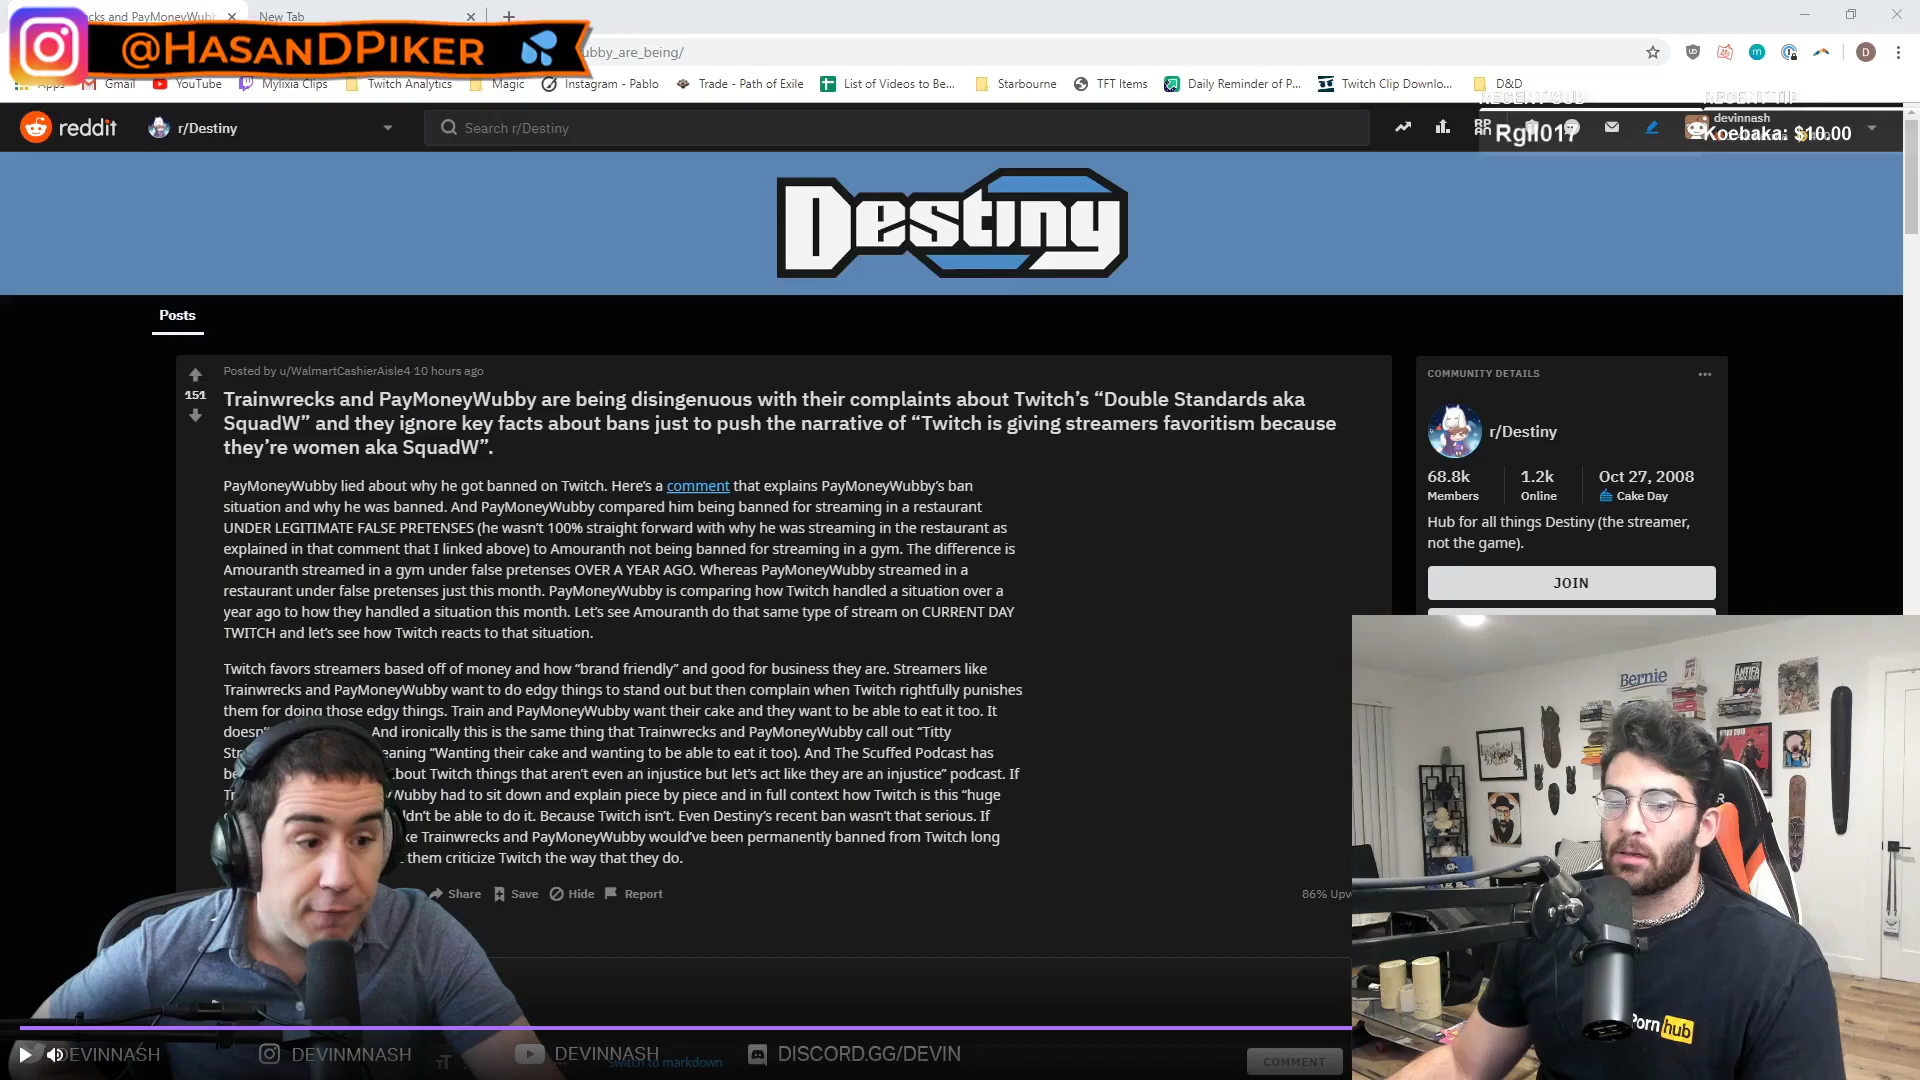 recks and PayMoneyWubb
New Tab
@HASANDPIKER
ubby_are_being/
Apps
Gmail
YouTube
Mylixia Clips
Twitch Analytics
Magic
Instagram - Pablo
Trade - Path of Exile
List of Videos to Be...
Starbourne
TFT Items
Daily Reminder of P...
Twitch Clip Downlo...
D&D
RECENT SUB
RECENT TIP
reddit
r/Destiny
Search r/Destiny
Rgll017
devinnash
Koebaka: $10.00
Destiny
Posts
Posted by u/WalmartCashierAisle4 10 hours ago
151
Trainwrecks and PayMoneyWubby are being disingenuous with their complaints about Twitch’s “Double Standards aka
SquadW” and they ignore key facts about bans just to push the narrative of “Twitch is giving streamers favoritism because
they’re women aka SquadW”.
PayMoneyWubby lied about why he got banned on Twitch. Here’s a comment that explains PayMoneyWubby’s ban
situation and why he was banned. And PayMoneyWubby compared him being banned for streaming in a restaurant
UNDER LEGITIMATE FALSE PRETENSES (he wasn’t 100% straight forward with why he was streaming in the restaurant as
explained in that comment that I linked above) to Amouranth not being banned for streaming in a gym. The difference is
Amouranth streamed in a gym under false pretenses OVER A YEAR AGO. Whereas PayMoneyWubby streamed in a
restaurant under false pretenses just this month. PayMoneyWubby is comparing how Twitch handled a situation over a
year ago to how they handled a situation this month. Let’s see Amouranth do that same type of stream on CURRENT DAY
TWITCH and let’s see how Twitch reacts to that situation.
Twitch favors streamers based off of money and how “brand friendly” and good for business they are. Streamers like
Trainwrecks and PayMoneyWubby want to do edgy things to stand out but then complain when Twitch rightfully punishes
them for doing those edgy things. Train and PayMoneyWubby want their cake and they want to be able to eat it too. It
doesn’ And ironically this is the same thing that Trainwrecks and PayMoneyWubby call out “Titty
Str eaning “Wanting their cake and wanting to be able to eat it too). And The Scuffed Podcast has
be bout Twitch things that aren’t even an injustice but let’s act like they are an injustice” podcast. If
Tr Wubby had to sit down and explain piece by piece and in full context how Twitch is this “huge
ldn’t be able to do it. Because Twitch isn’t. Even Destiny’s recent ban wasn’t that serious. If
ke Trainwrecks and PayMoneyWubby would’ve been permanently banned from Twitch long
them criticize Twitch the way that they do.
Share
Save
Hide
Report
86% Upv
COMMUNITY DETAILS
r/Destiny
68.8k
Members
1.2k
Online
Oct 27, 2008
Cake Day
Hub for all things Destiny (the streamer,
not the game).
JOIN
Bernie
ANTIFA
Porn hub
DEVINNASH
DEVINMNASH
DEVINNASH
DISCORD.GG/DEVIN
Switch to markdown
COMMENT